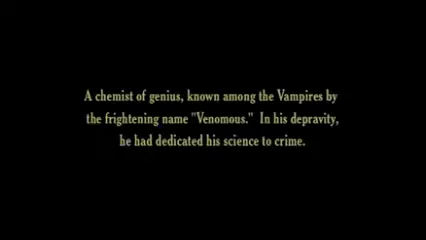 A chemist of genius, known among the Vampires by
the frightening name "Venomous."  In his depravity,
he had dedicated his science to crime.